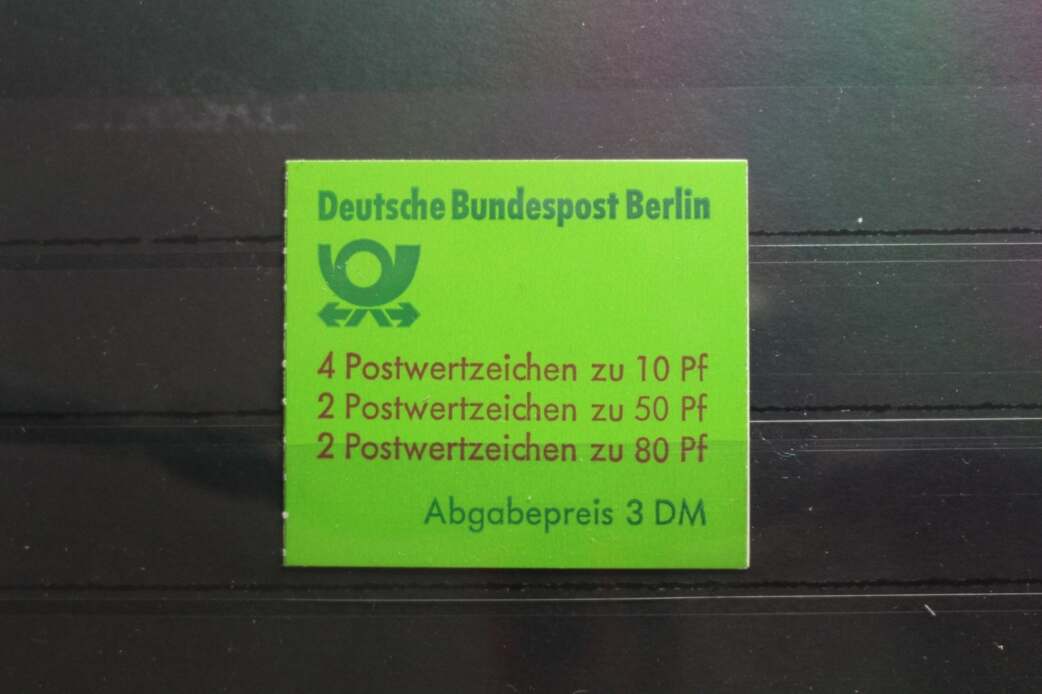 Deutsche Bundespost Berlin
4 Postwertzeichen zu 10 Pf
2 Postwertzeichen zu 50 Pf
2 Postwertzeichen zu 80 Pf
Abgabepreis 3 DM